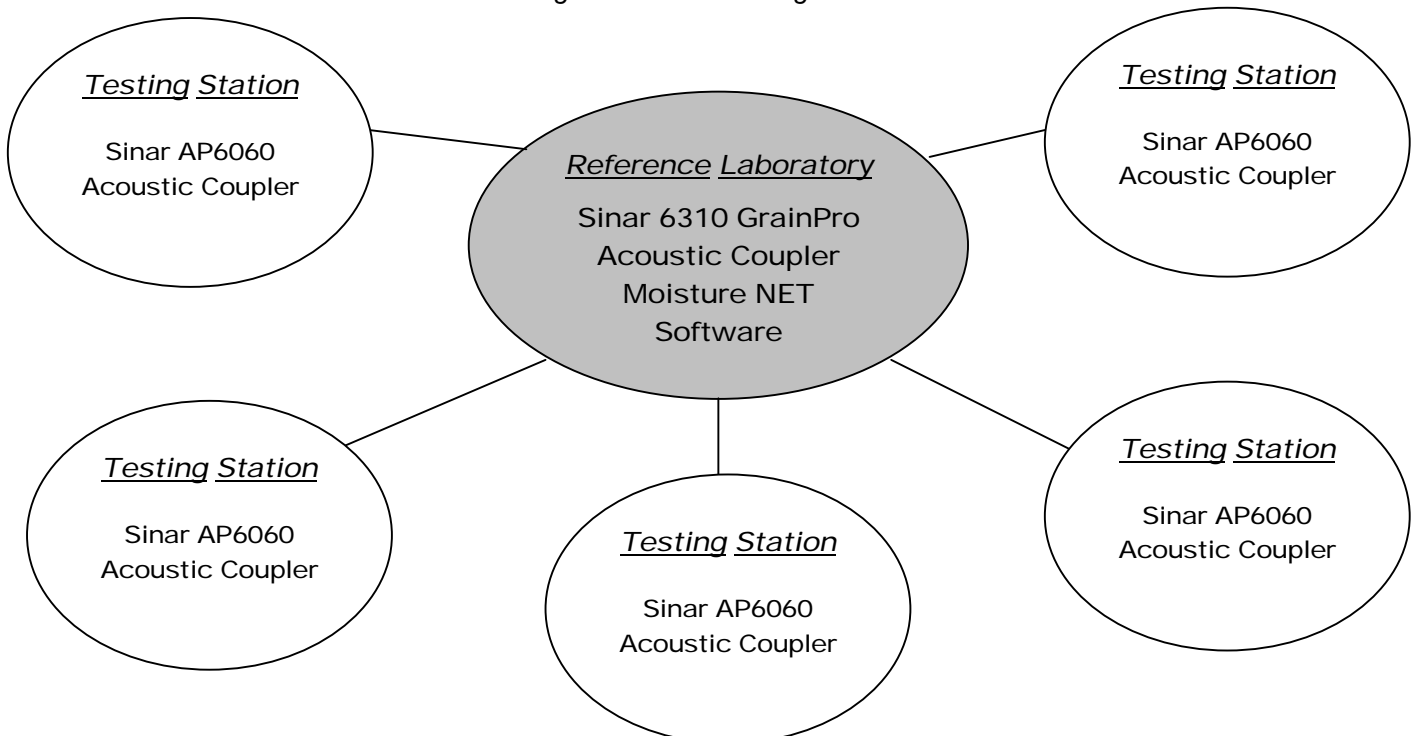 Testing Station
Sinar AP6060
Acoustic Coupler
Reference Laboratory
Sinar 6310 GrainPro
Acoustic Coupler
Moisture NET
Software
Testing Station
Sinar AP6060
Acoustic Coupler
Testing Station
Sinar AP6060
Acoustic Coupler
Testing Station
Sinar AP6060
Acoustic Coupler
Testing Station
Sinar AP6060
Acoustic Coupler